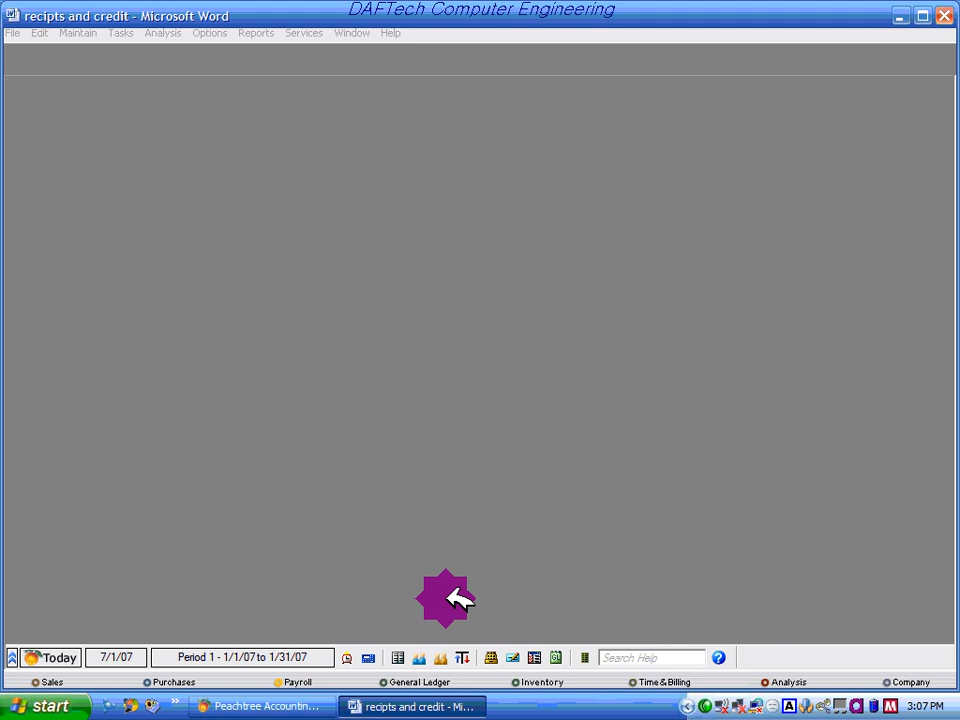 DAFTech Computer Engineering
recipts and credit - Microsoft Word
File Edit Maintain Tasks Analysis Options Reports Services Window Help
Today 7/1/07 Period 1 - 1/1/07 to 1/31/07 Search Help
Sales Purchases Payroll General Ledger Inventory Time & Billing Analysis Company
start Peachtree Accountin... recipts and credit - Mi... A 3:07 PM